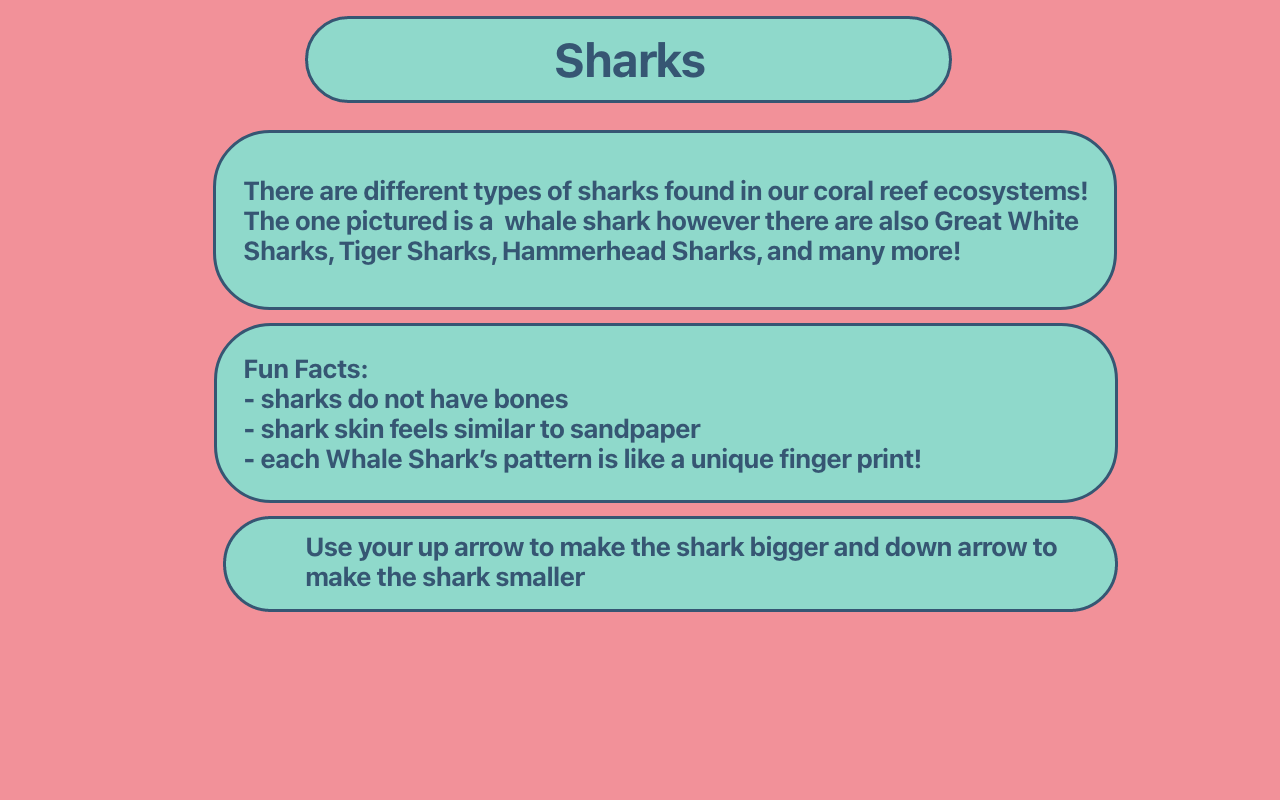 Sharks
There are different types of sharks found in our coral reef ecosystems!
The one pictured is a  whale shark however there are also Great White
Sharks, Tiger Sharks, Hammerhead Sharks, and many more!
Fun Facts:
- sharks do not have bones
- shark skin feels similar to sandpaper
- each Whale Shark’s pattern is like a unique finger print!
Use your up arrow to make the shark bigger and down arrow to
make the shark smaller